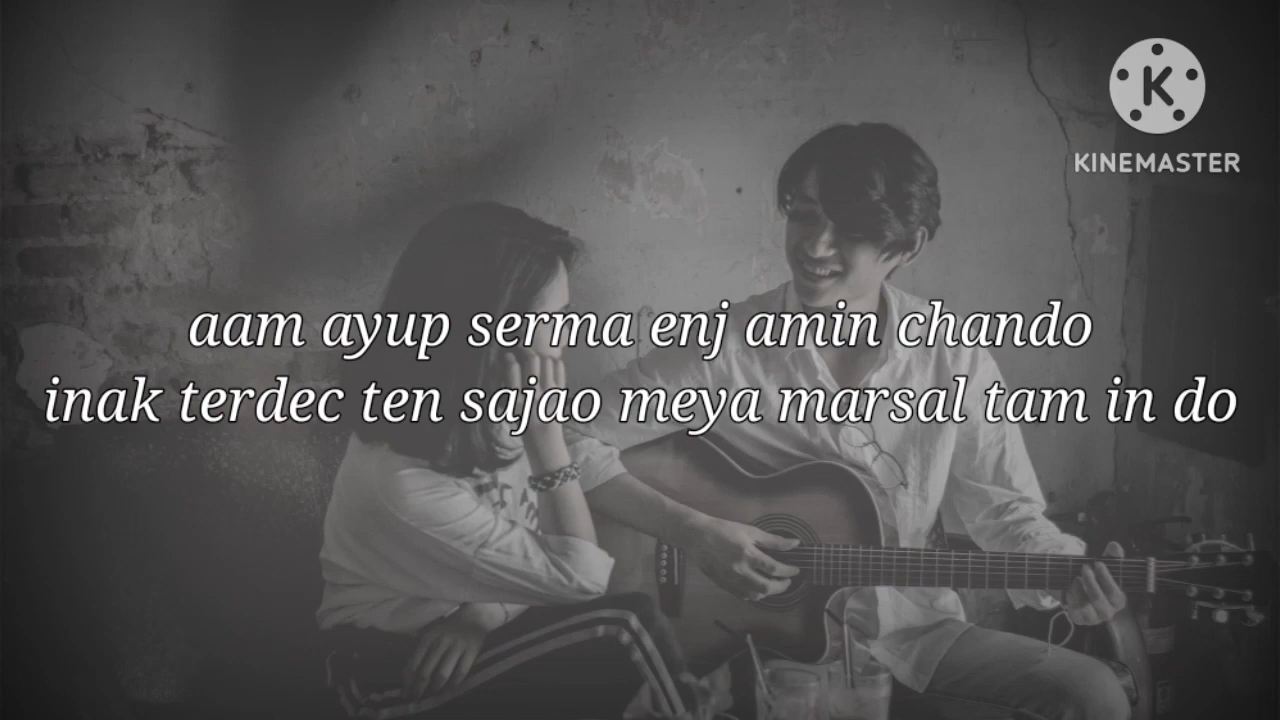 KINEMASTER
aam ayup serma enj amin chando
inak terdec ten sajao meya marsal tam in do